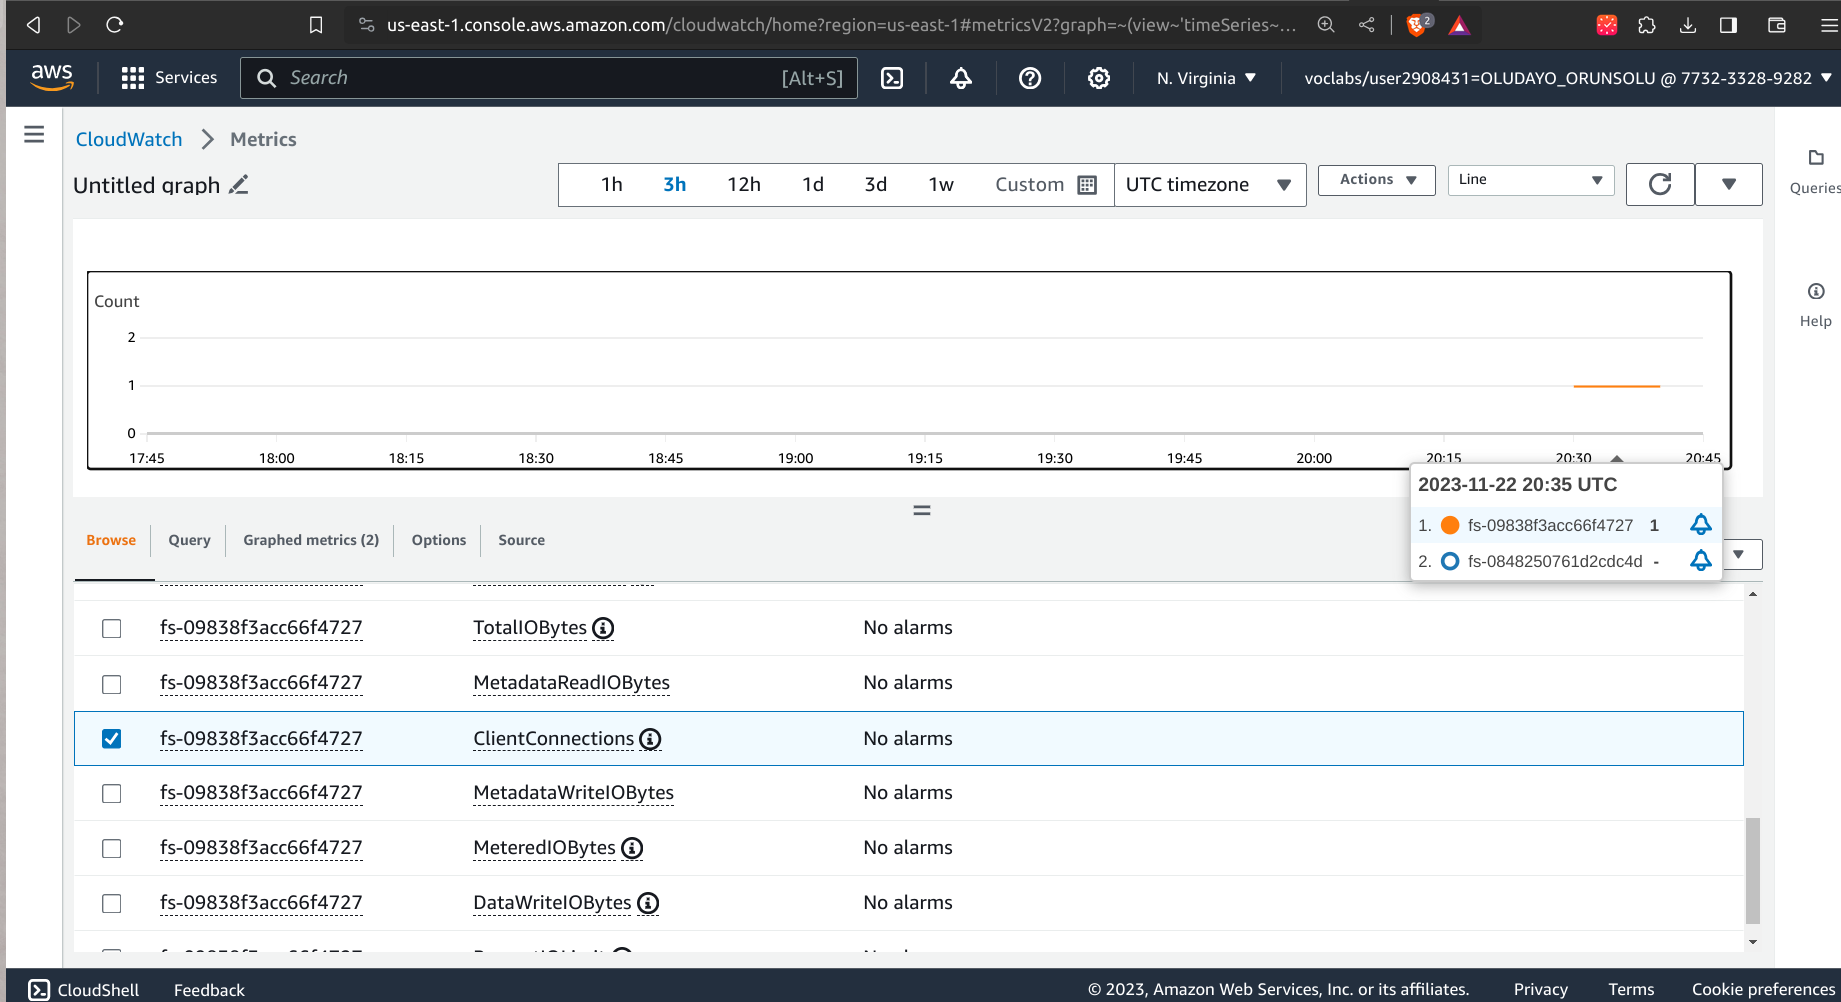 us-east-1.console.aws.amazon.com/cloudwatch/home?region=us-east-1#metricsV2?graph=~(view~'timeSeries~... 2
aws Services Search [Alt+S] N. Virginia voclabs/user2908431=OLUDAYO_ORUNSOLU @ 7732-3328-9282
CloudWatch Metrics
Untitled graph 1h 3h 12h 1d 3d 1w Custom UTC timezone Actions Line
Queries
Help
Count
2
1
0
17:45 18:00 18:15 18:30 18:45 19:00 19:15 19:30 19:45 20:00 20:15 20:30 20:45
2023-11-22 20:35 UTC
1. fs-09838f3acc66f4727 1
2. fs-0848250761d2cdc4d -
Browse Query Graphed metrics (2) Options Source
fs-09838f3acc66f4727 TotalIOBytes No alarms
fs-09838f3acc66f4727 MetadataReadIOBytes No alarms
fs-09838f3acc66f4727 ClientConnections No alarms
fs-09838f3acc66f4727 MetadataWriteIOBytes No alarms
fs-09838f3acc66f4727 MeteredIOBytes No alarms
fs-09838f3acc66f4727 DataWriteIOBytes No alarms
CloudShell Feedback © 2023, Amazon Web Services, Inc. or its affiliates. Privacy Terms Cookie preferences